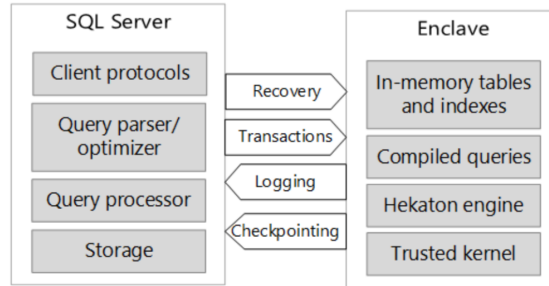 SQL Server
Client protocols
Query parser/
optimizer
Query processor
Storage
Recovery
Transactions
Logging
Checkpointing
Enclave
In-memory tables
and indexes
Compiled queries
Hekaton engine
Trusted kernel